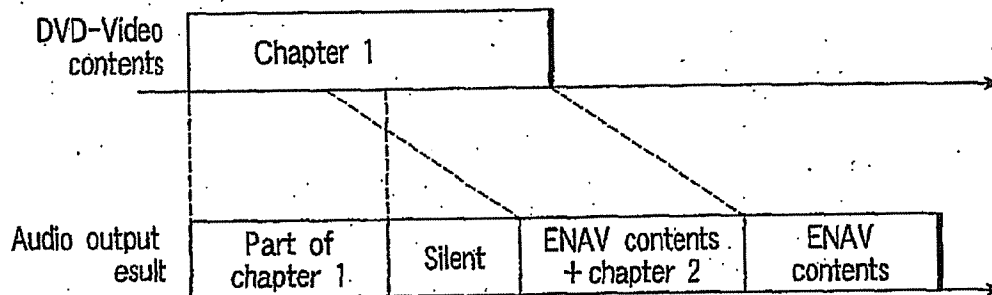 DVD-Video
contents
Chapter 1
Audio output
esult
Part of
chapter 1
Silent
ENAV contents
+ chapter 2
ENAV
contents